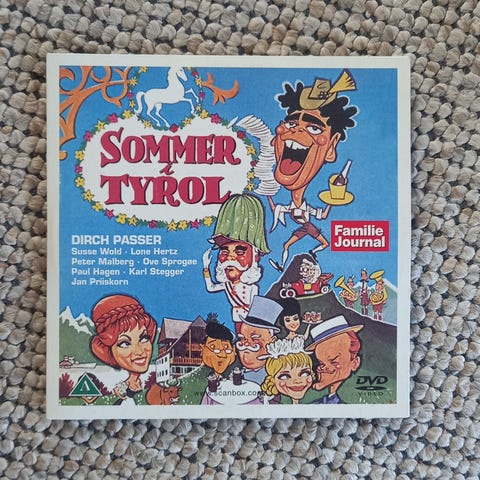 SOMMER
i
TYROL
DIRCH PASSER
Susse Wold · Lone Hertz
Peter Malberg · Ove Sprogøe
Paul Hagen · Karl Stegger
Jan Priiskorn
Familie
Journal
A
www.scanbox.com
DVD
VIDEO